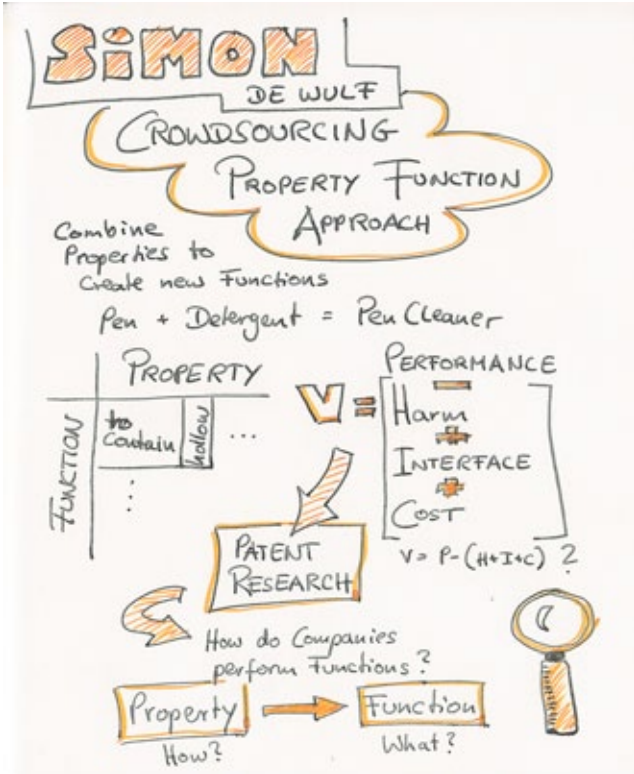 SiMON
DE WULF
CROWDSOURCING
PROPERTY FUNCTION
APPROACH
Combine
Properties to
Create new Functions
Pen + Detergent = Pen Cleaner
PROPERTY
FUNCTION
to
Contain
hollow
...
...
V =
PERFORMANCE
-
Harm
+
INTERFACE
+
COST
V = P-(H+I+C) ?
PATENT
RESEARCH
How do Companies
perform Functions?
Property
Function
How?
What?